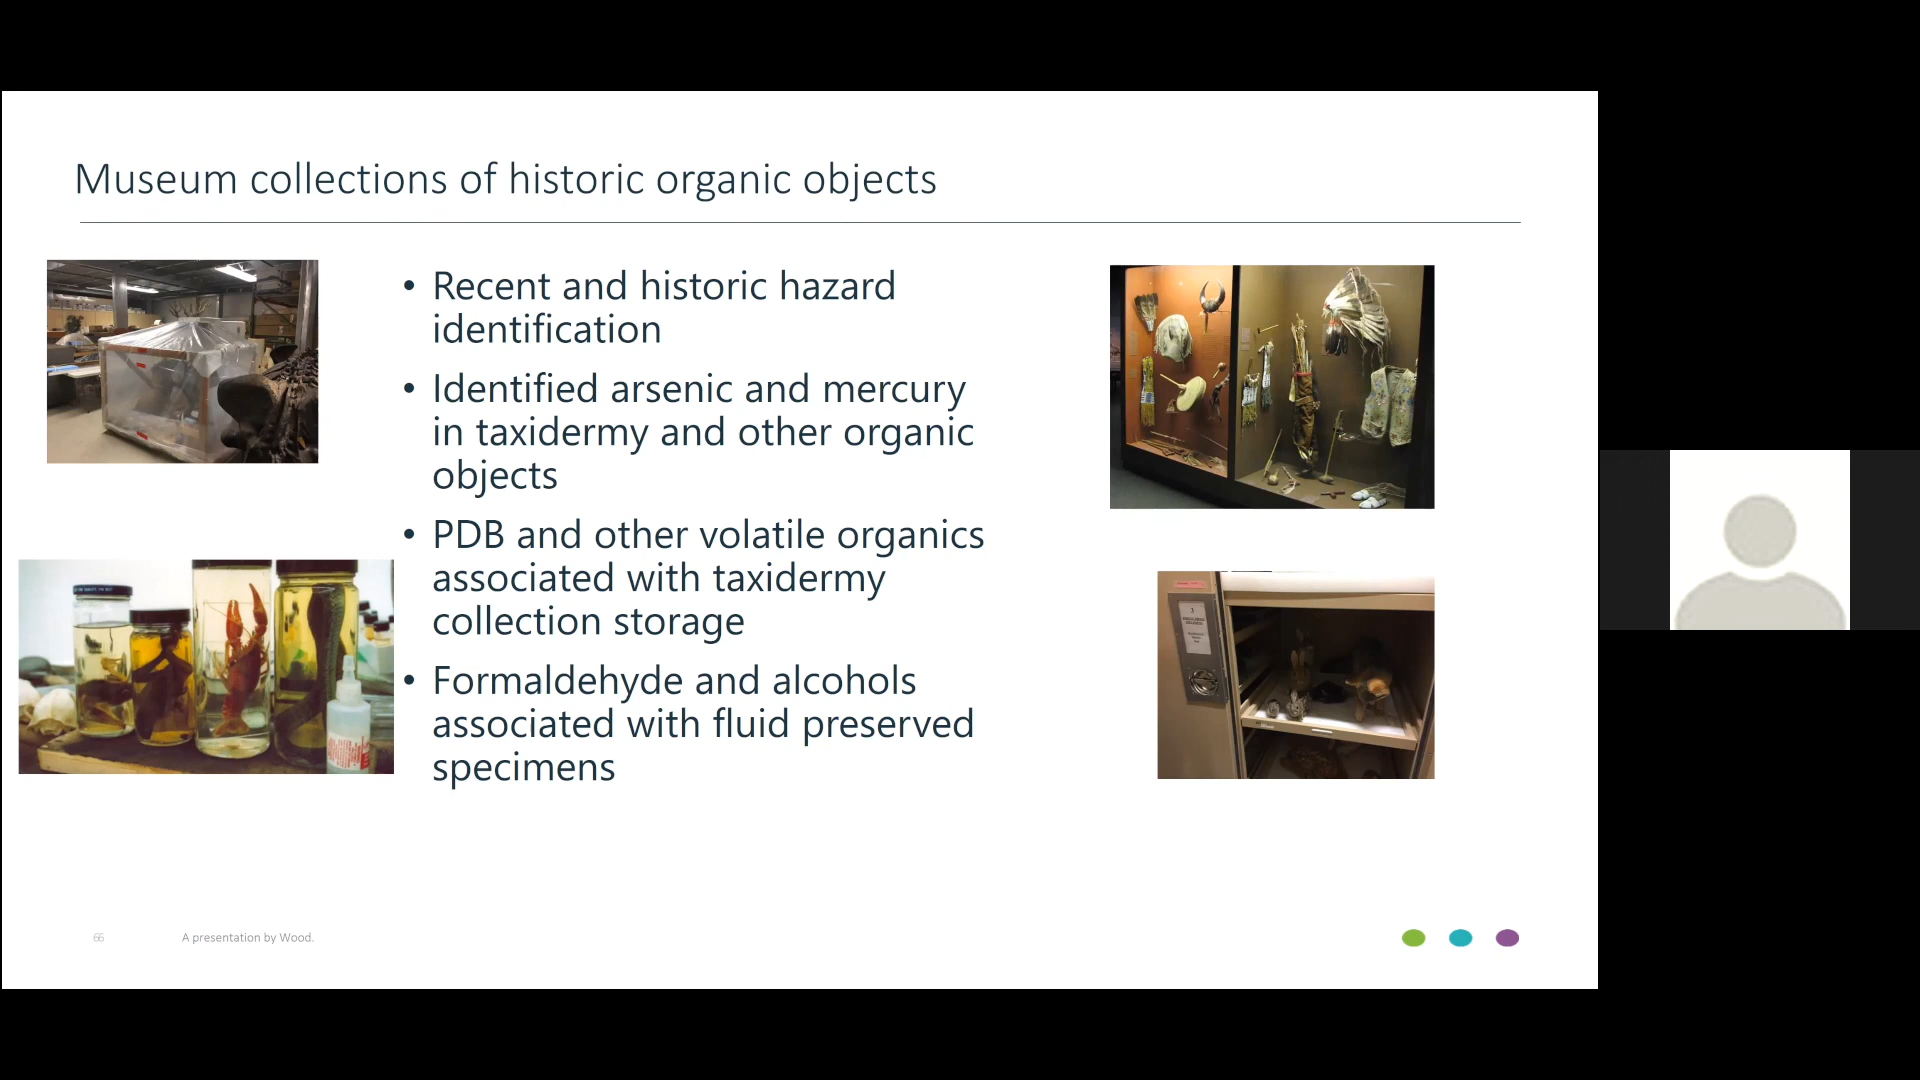 Museum collections of historic organic objects
• Recent and historic hazard
identification
• Identified arsenic and mercury
in taxidermy and other organic
objects
• PDB and other volatile organics
associated with taxidermy
collection storage
• Formaldehyde and alcohols
associated with fluid preserved
specimens
66
A presentation by Wood.